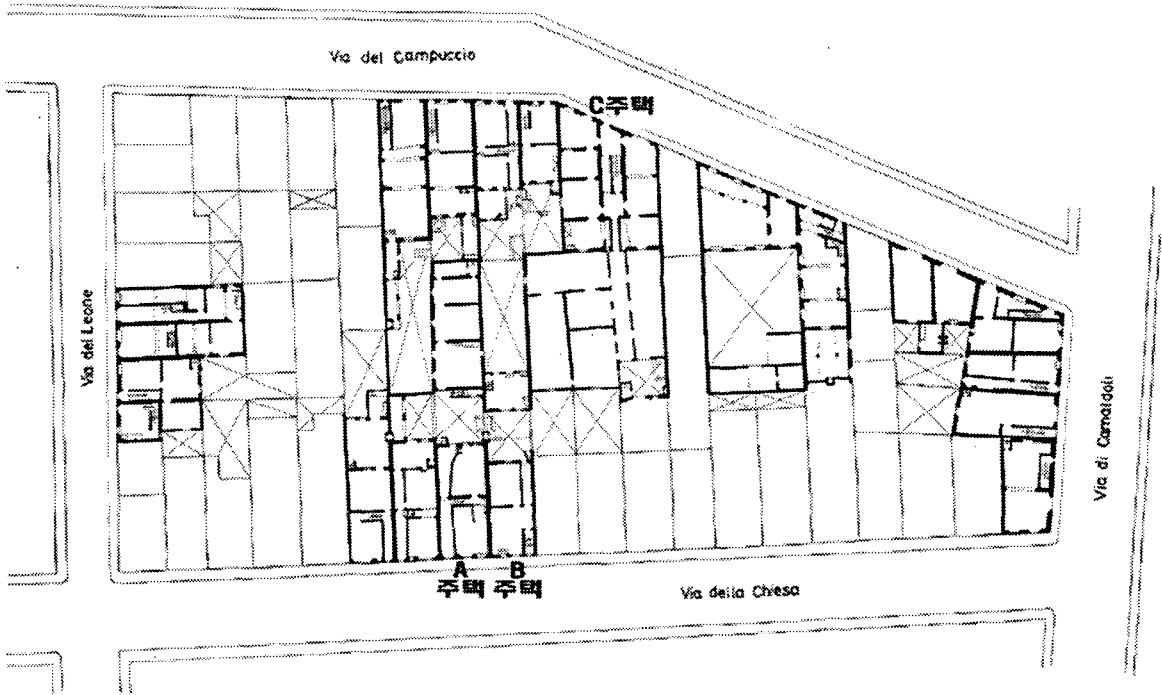 Via del Campuccio
C주택
Via del Leone
Via di Camaldoli
A 주택
B 주택
Via della Chiesa